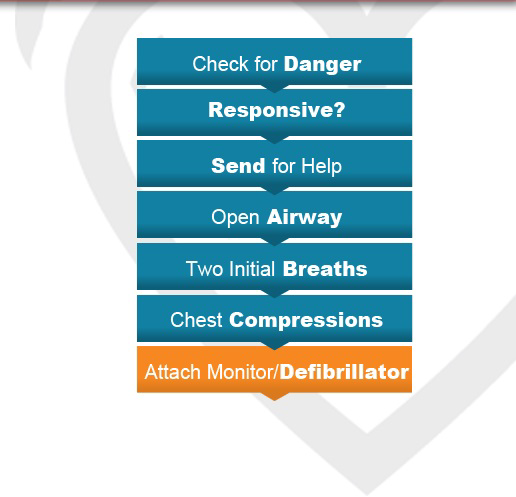 Check for Danger
Responsive?
Send for Help
Open Airway
Two Initial Breaths
Chest Compressions
Attach Monitor/Defibrillator